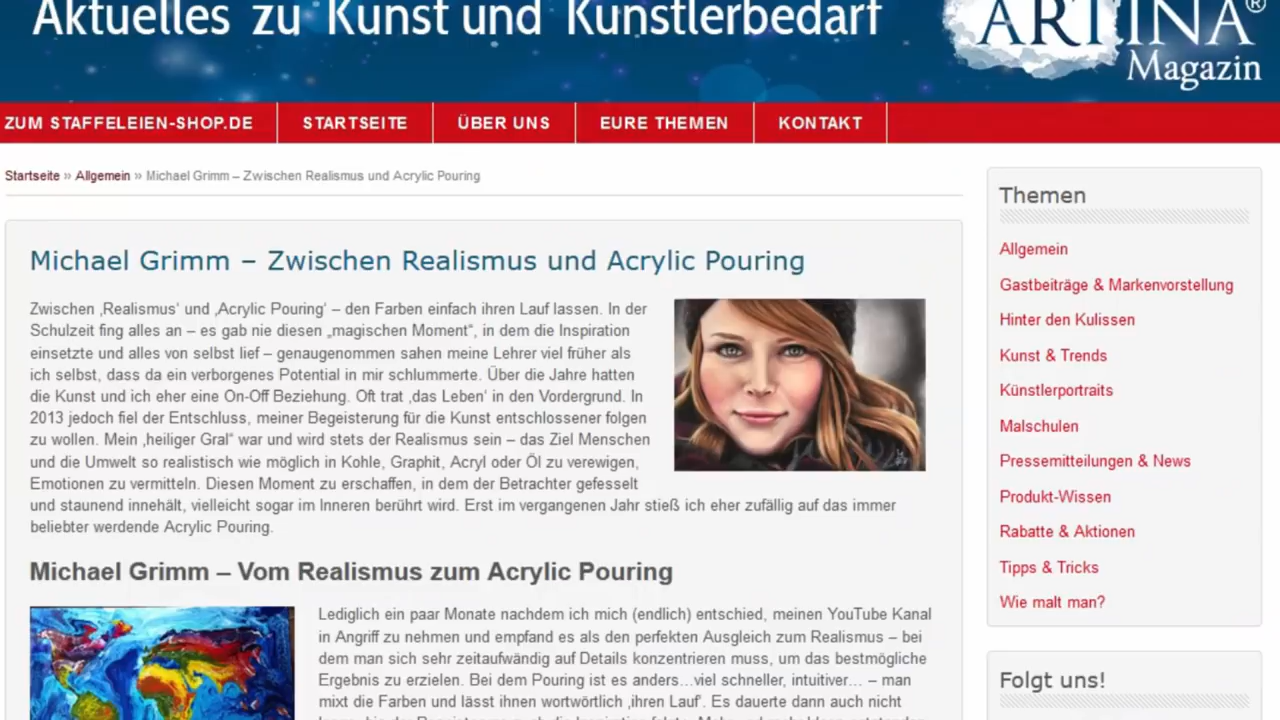 Aktuelles zu Kunst und Künstlerbedarf
ARTINA®
Magazin
ZUM STAFFELEIEN-SHOP.DE
STARTSEITE
ÜBER UNS
EURE THEMEN
KONTAKT
Startseite » Allgemein » Michael Grimm – Zwischen Realismus und Acrylic Pouring
Michael Grimm – Zwischen Realismus und Acrylic Pouring
Zwischen ‚Realismus‘ und ‚Acrylic Pouring‘ – den Farben einfach ihren Lauf lassen. In der
Schulzeit fing alles an – es gab nie diesen „magischen Moment“, in dem die Inspiration
einsetzte und alles von selbst lief – genaugenommen sahen meine Lehrer viel früher als
ich selbst, dass da ein verborgenes Potential in mir schlummerte. Über die Jahre hatten
die Kunst und ich eher eine On-Off Beziehung. Oft trat ‚das Leben‘ in den Vordergrund. In
2013 jedoch fiel der Entschluss, meiner Begeisterung für die Kunst entschlossener folgen
zu wollen. Mein ‚heiliger Gral“ war und wird stets der Realismus sein – das Ziel Menschen
und die Umwelt so realistisch wie möglich in Kohle, Graphit, Acryl oder Öl zu verewigen,
Emotionen zu vermitteln. Diesen Moment zu erschaffen, in dem der Betrachter gefesselt
und staunend innehält, vielleicht sogar im Inneren berührt wird. Erst im vergangenen Jahr stieß ich eher zufällig auf das immer
beliebter werdende Acrylic Pouring.
Michael Grimm – Vom Realismus zum Acrylic Pouring
Lediglich ein paar Monate nachdem ich mich (endlich) entschied, meinen YouTube Kanal
in Angriff zu nehmen und empfand es als den perfekten Ausgleich zum Realismus – bei
dem man sich sehr zeitaufwändig auf Details konzentrieren muss, um das bestmögliche
Ergebnis zu erzielen. Bei dem Pouring ist es anders…viel schneller, intuitiver… – man
mixt die Farben und lässt ihnen wortwörtlich ‚ihren Lauf‘. Es dauerte dann auch nicht
Themen
Allgemein
Gastbeiträge & Markenvorstellung
Hinter den Kulissen
Kunst & Trends
Künstlerportraits
Malschulen
Pressemitteilungen & News
Produkt-Wissen
Rabatte & Aktionen
Tipps & Tricks
Wie malt man?
Folgt uns!